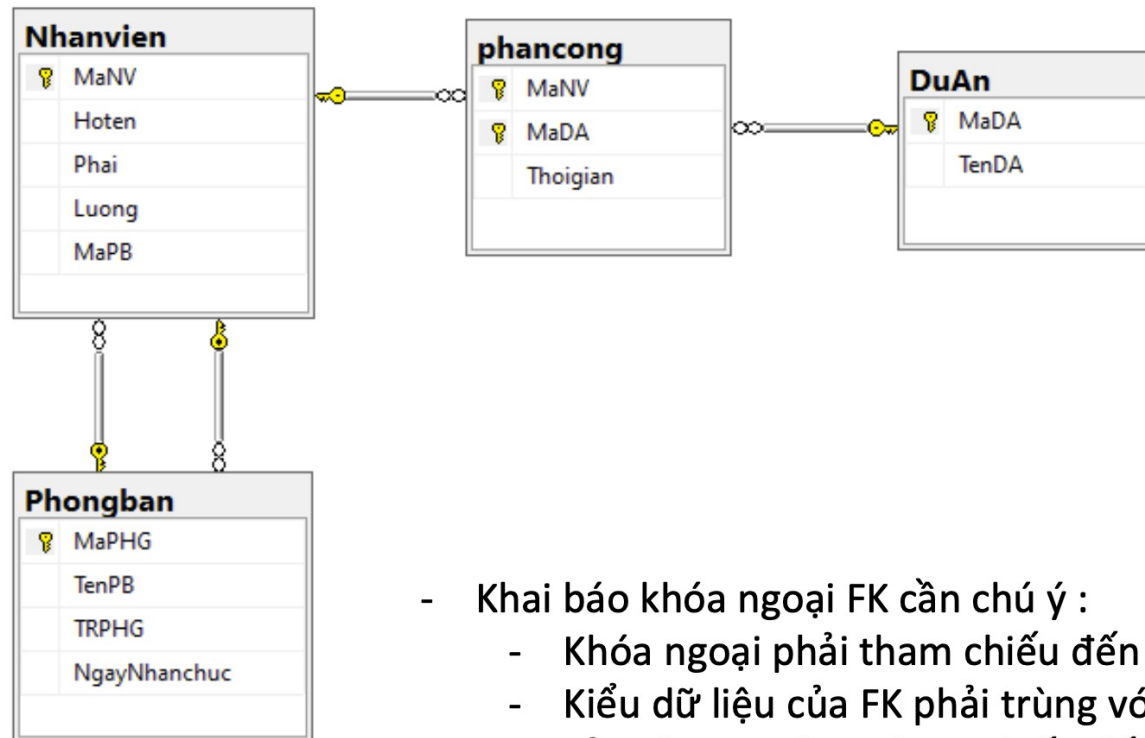 Nhanvien
MaNV
Hoten
Phai
Luong
MaPB
phancong
MaNV
MaDA
Thoigian
DuAn
MaDA
TenDA
Phongban
MaPHG
TenPB
TRPHG
NgayNhanchuc
- Khai báo khóa ngoại FK cần chú ý :
- Khóa ngoại phải tham chiếu đến
- Kiểu dữ liệu của FK phải trùng